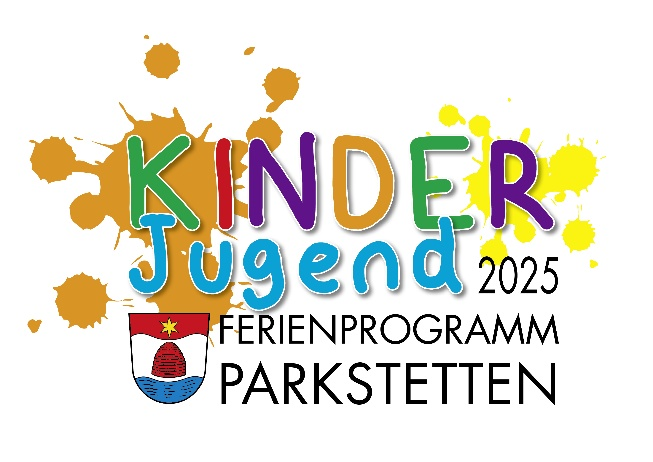 KINDER
Jugend 2025
FERIENPROGRAMM
PARKSTETTEN